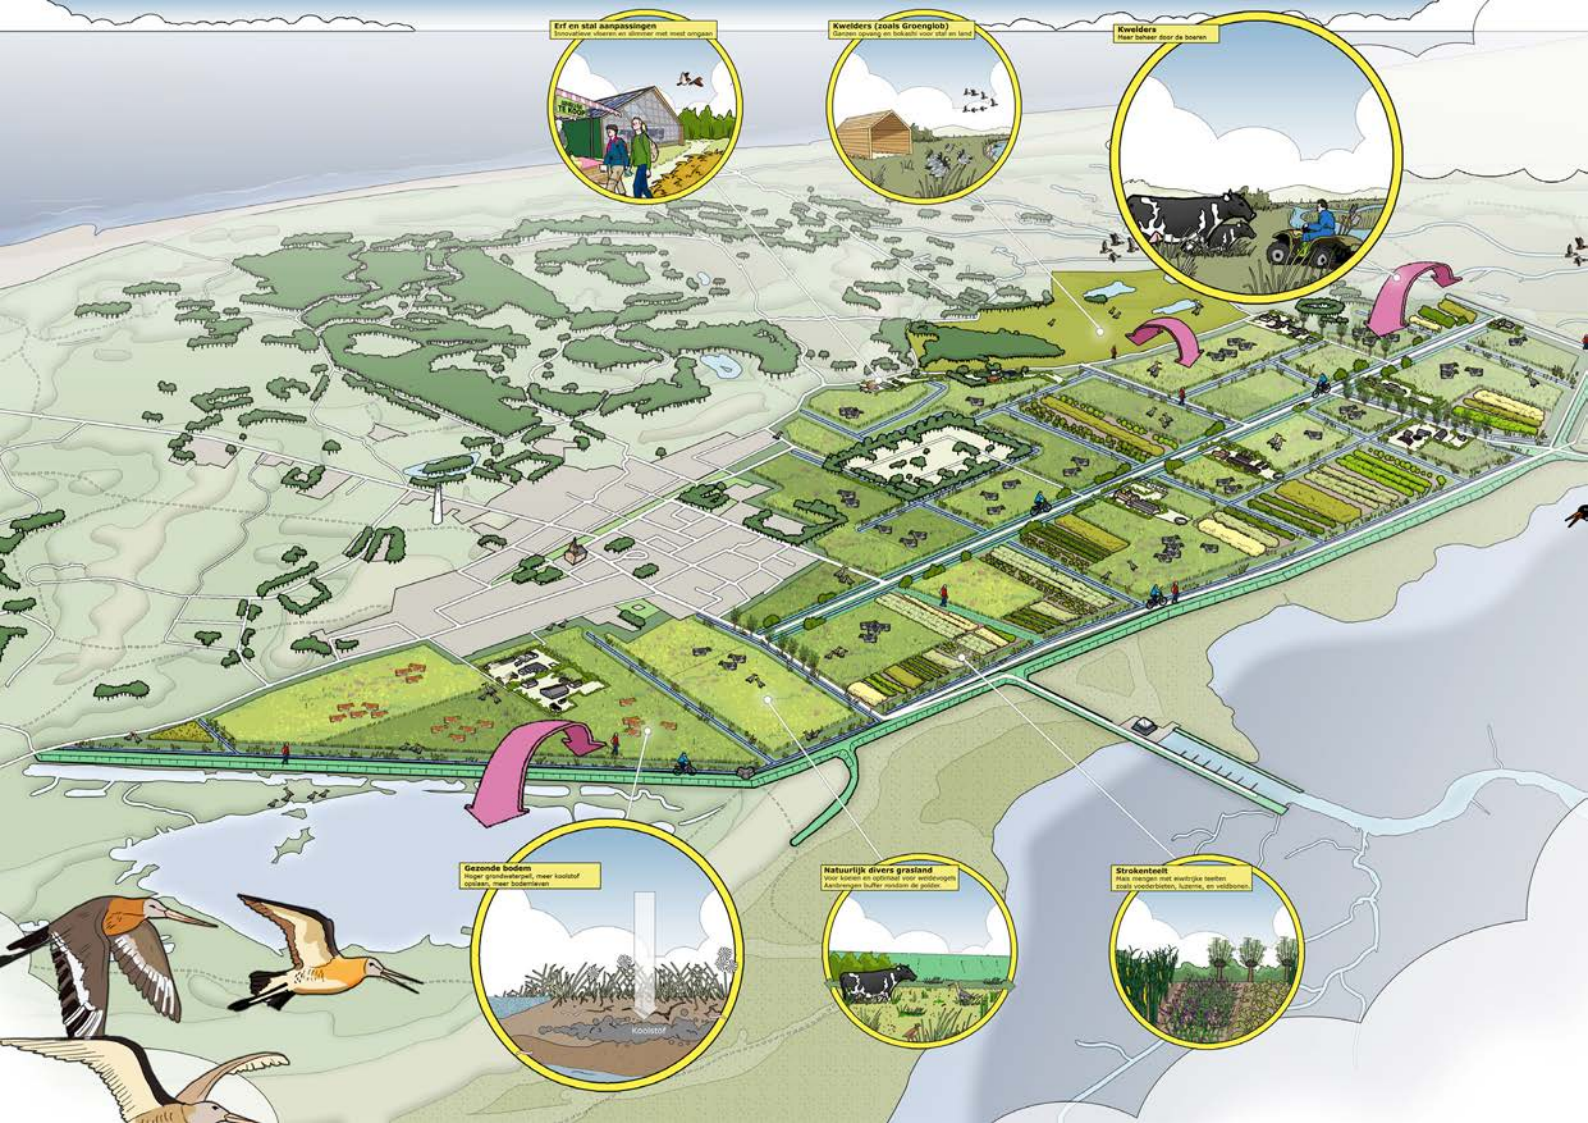 Erf en stal aanpassingen
Innovatieve vloeren en slimmer met mest omgaan
TE KOOP
Kwelders (zoals Groenglob)
Ganzen opvang en bokashi voor stal en land
Kwelders
Meer beheer door de boeren
Gezonde bodem
Hoger grondwaterpeil, meer koolstof
opslaan, meer bodemleven
Koolstof
Natuurlijk divers grasland
Voor koeien en optimaal voor weidevogels
Aanbrengen buffer rondom de polder.
Strokenteelt
Mais mengen met eiwitrijke teelten
zoals voederbieten, luzerne, en veldbonen.